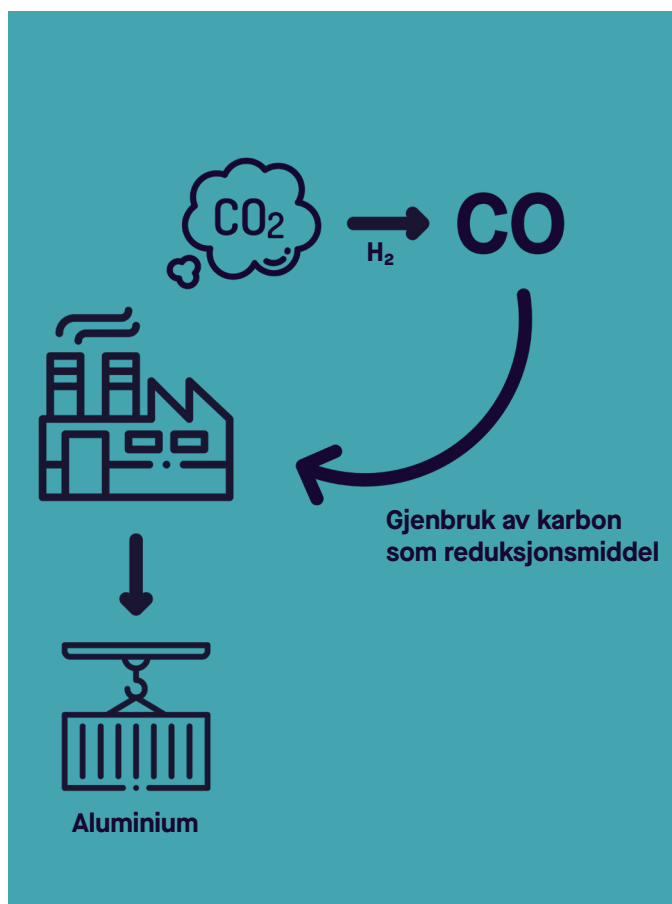 CO₂
H₂
CO
Gjenbruk av karbon
som reduksjonsmiddel
Aluminium